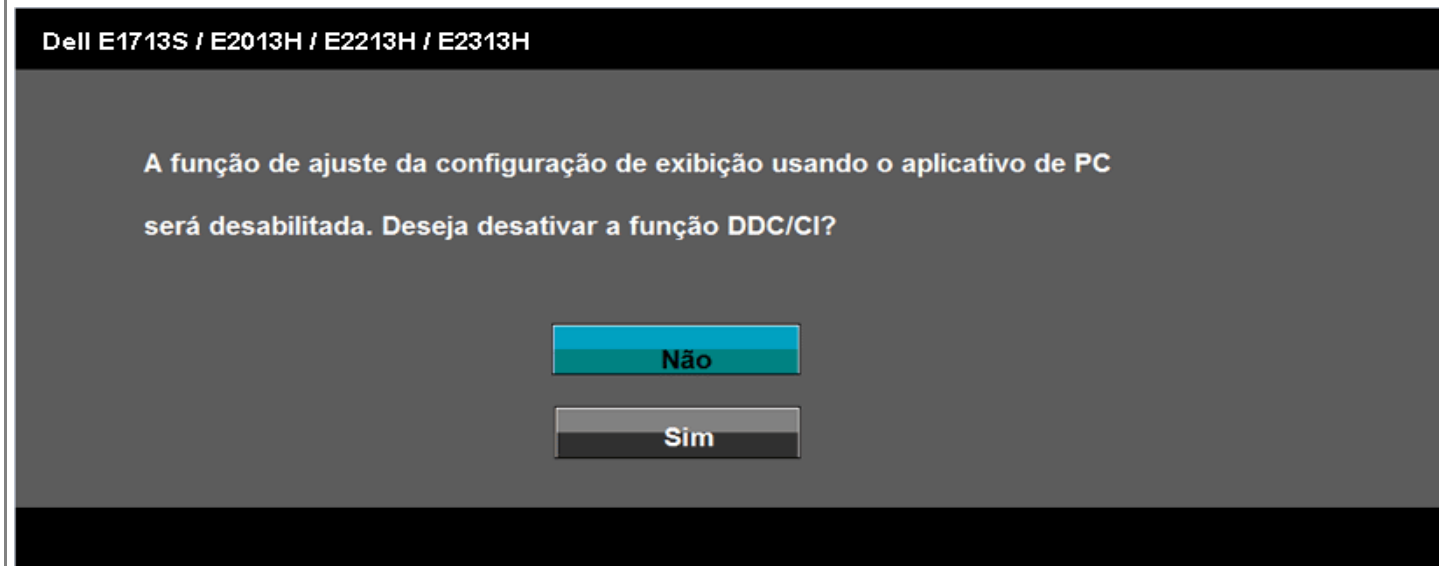 Dell E1713S / E2013H / E2213H / E2313H
A função de ajuste da configuração de exibição usando o aplicativo de PC
será desabilitada. Deseja desativar a função DDC/CI?
Não
Sim